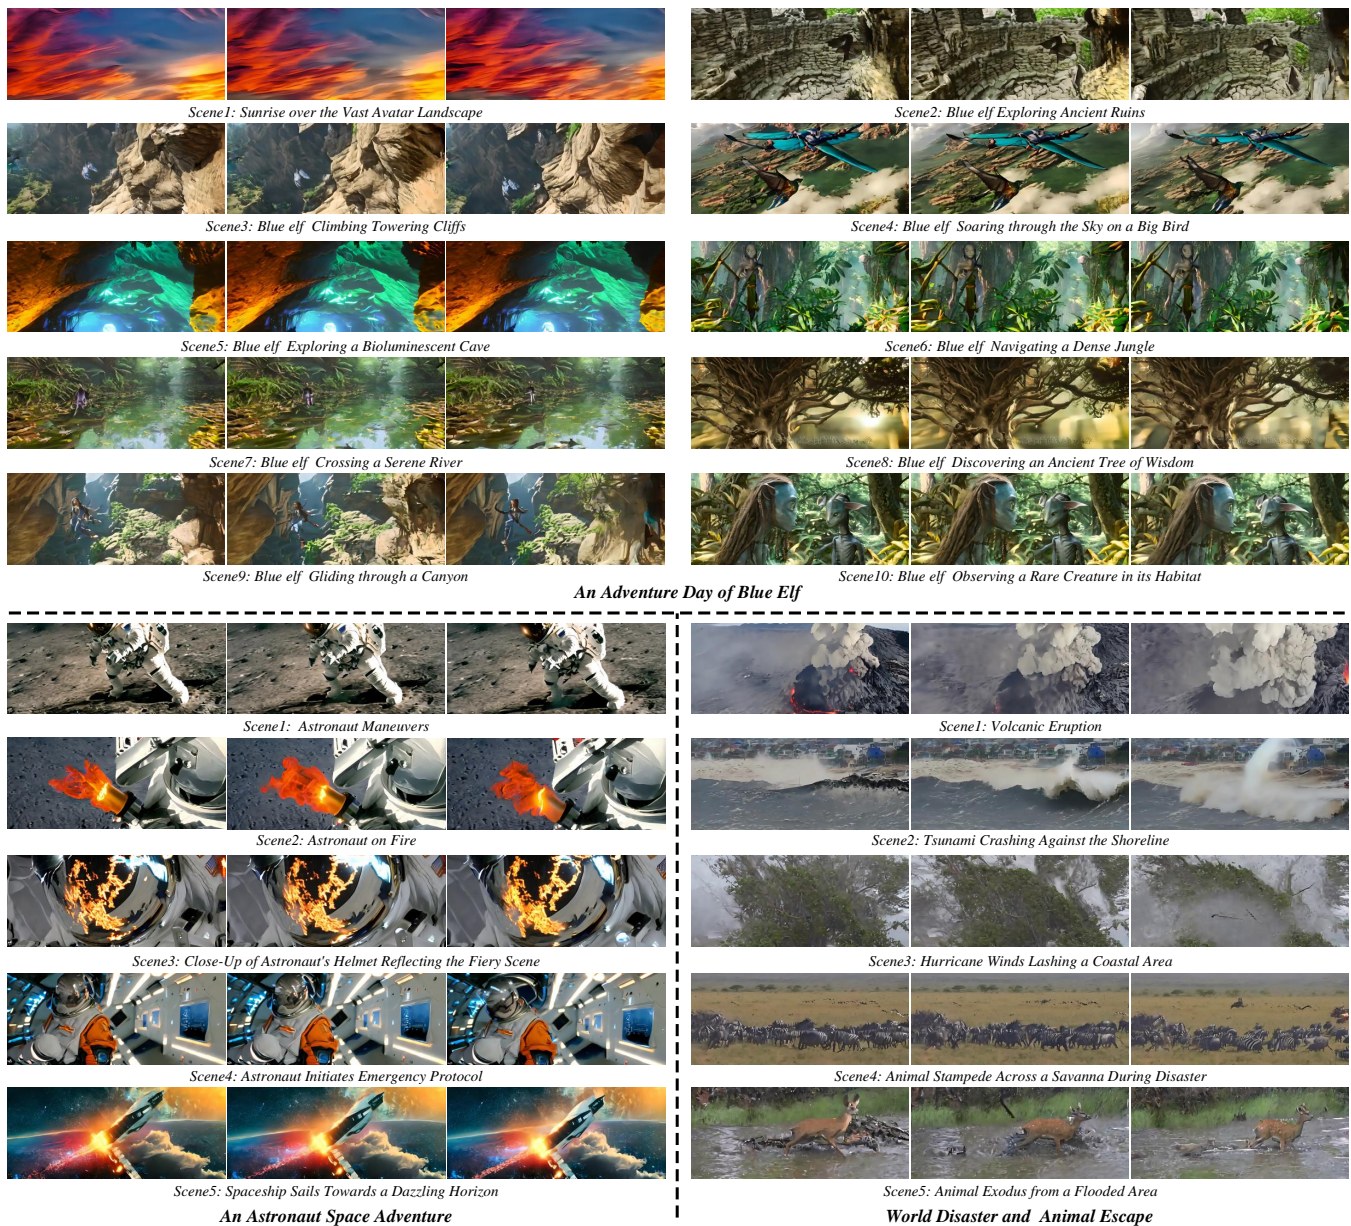 Scene1: Sunrise over the Vast Avatar Landscape
Scene2: Blue elf Exploring Ancient Ruins
Scene3: Blue elf Climbing Towering Cliffs
Scene4: Blue elf Soaring through the Sky on a Big Bird
Scene5: Blue elf Exploring a Bioluminescent Cave
Scene6: Blue elf Navigating a Dense Jungle
Scene7: Blue elf Crossing a Serene River
Scene8: Blue elf Discovering an Ancient Tree of Wisdom
Scene9: Blue elf Gliding through a Canyon
Scene10: Blue elf Observing a Rare Creature in its Habitat
An Adventure Day of Blue Elf
Scene1: Astronaut Maneuvers
Scene2: Astronaut on Fire
Scene3: Close-Up of Astronaut's Helmet Reflecting the Fiery Scene
Scene4: Astronaut Initiates Emergency Protocol
Scene5: Spaceship Sails Towards a Dazzling Horizon
An Astronaut Space Adventure
Scene1: Volcanic Eruption
Scene2: Tsunami Crashing Against the Shoreline
Scene3: Hurricane Winds Lashing a Coastal Area
Scene4: Animal Stampede Across a Savanna During Disaster
Scene5: Animal Exodus from a Flooded Area
World Disaster and Animal Escape